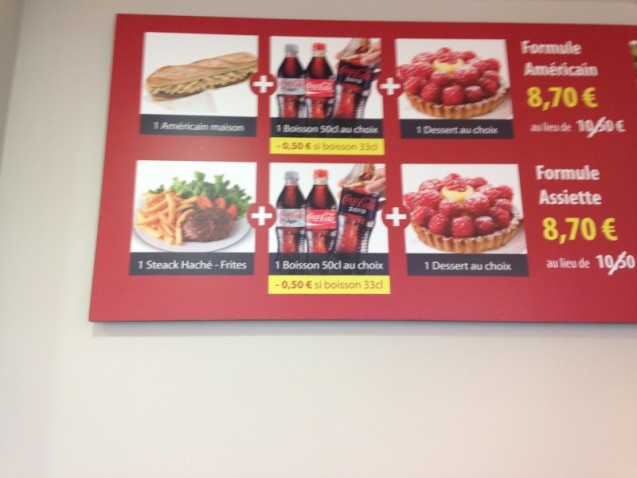 Formule
Américain
8,70 €
au lieu de 10,50 €
1 Américain maison
1 Boisson 50cl au choix
1 Dessert au choix
- 0,50 € si boisson 33cl
Formule
Assiette
8,70 €
au lieu de 10,50
1 Steack Haché - Frites
1 Boisson 50cl au choix
1 Dessert au choix
- 0,50 € si boisson 33cl